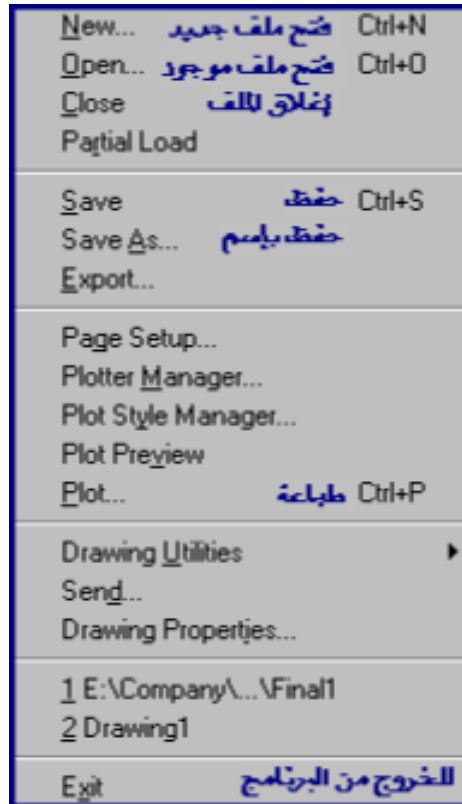 New... فتح ملف جديد Ctrl+N
Open... فتح ملف موجود Ctrl+O
Close إغلاق الملف
Partial Load
Save حفظ Ctrl+S
Save As... حفظ بإسم
Export...
Page Setup...
Plotter Manager...
Plot Style Manager...
Plot Preview
Plot... طباعة Ctrl+P
Drawing Utilities
Send...
Drawing Properties...
1 E:\Company\...\Final1
2 Drawing1
Exit للخروج من البرنامج